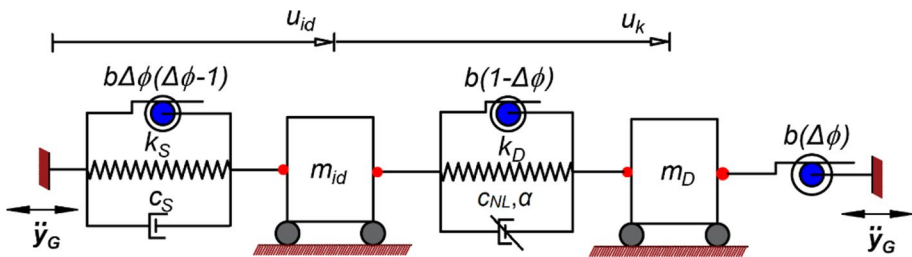 u_id
u_k
bΔϕ(Δϕ-1)
b(1-Δϕ)
b(Δϕ)
k_S
k_D
m_id
m_D
c_S
c_NL,α
ÿ_G
ÿ_G